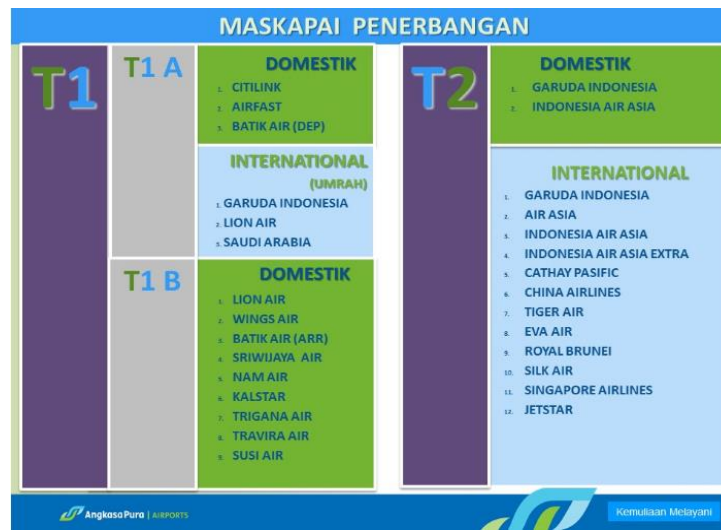 MASKAPAI PENERBANGAN
T1
T1 A
DOMESTIK
1. CITILINK
2. AIRFAST
3. BATIK AIR (DEP)
INTERNATIONAL
(UMRAH)
1. GARUDA INDONESIA
2. LION AIR
3. SAUDI ARABIA
T1 B
DOMESTIK
1. LION AIR
2. WINGS AIR
3. BATIK AIR (ARR)
4. SRIWIJAYA AIR
5. NAM AIR
6. KALSTAR
7. TRIGANA AIR
8. TRAVIRA AIR
9. SUSI AIR
T2
DOMESTIK
1. GARUDA INDONESIA
2. INDONESIA AIR ASIA
INTERNATIONAL
1. GARUDA INDONESIA
2. AIR ASIA
3. INDONESIA AIR ASIA
4. INDONESIA AIR ASIA EXTRA
5. CATHAY PASIFIC
6. CHINA AIRLINES
7. TIGER AIR
8. EVA AIR
9. ROYAL BRUNEI
10. SILK AIR
11. SINGAPORE AIRLINES
12. JETSTAR
AngkasaPura | AIRPORTS
Kemuliaan Melayani